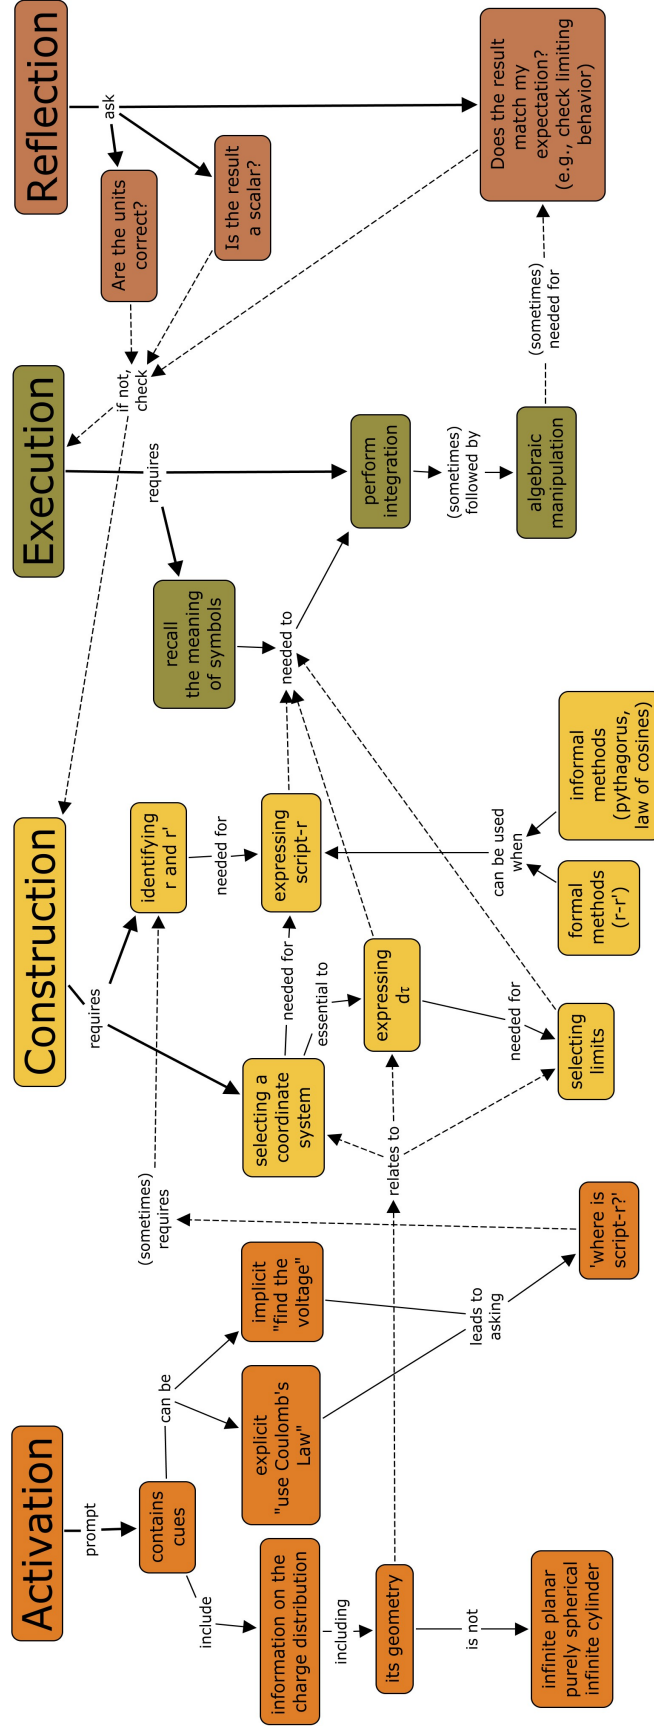 Activation
prompt
contains
cues
can be
include
explicit
"use Coulomb's
Law"
implicit
"find the
voltage"
information on the
charge distribution
including
its geometry
is not
infinite planar
purely spherical
infinite cylinder
leads to
asking
'where is
script-r?'
(sometimes)
requires
relates to
Construction
requires
identifying
r and r'
needed for
selecting a
coordinate
system
needed for
essential to
expressing
script-r
expressing
dτ
needed for
selecting
limits
can be used
when
formal
methods
(r-r')
informal
methods
(pythagorus,
law of cosines)
Execution
requires
recall
the meaning
of symbols
needed to
perform
integration
(sometimes)
followed by
algebraic
manipulation
(sometimes)
needed for
if not,
check
Reflection
ask
Are the units
correct?
Is the result
a scalar?
Does the result
match my
expectation?
(e.g., check limiting
behavior)